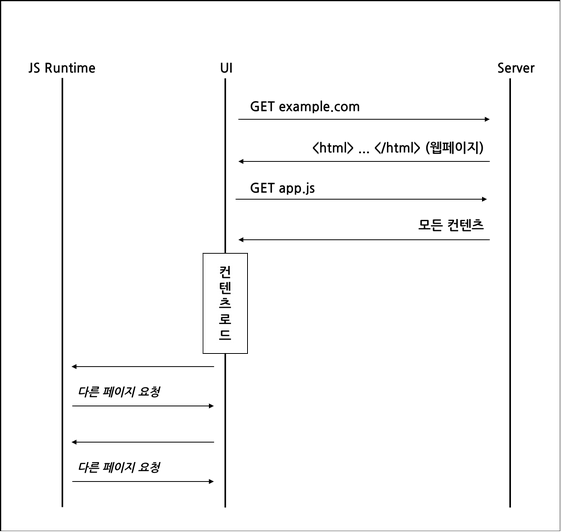 JS Runtime
UI
Server
GET example.com
<html> ... </html> (웹페이지)
GET app.js
모든 컨텐츠
컨
텐
츠
로
드
다른 페이지 요청
다른 페이지 요청